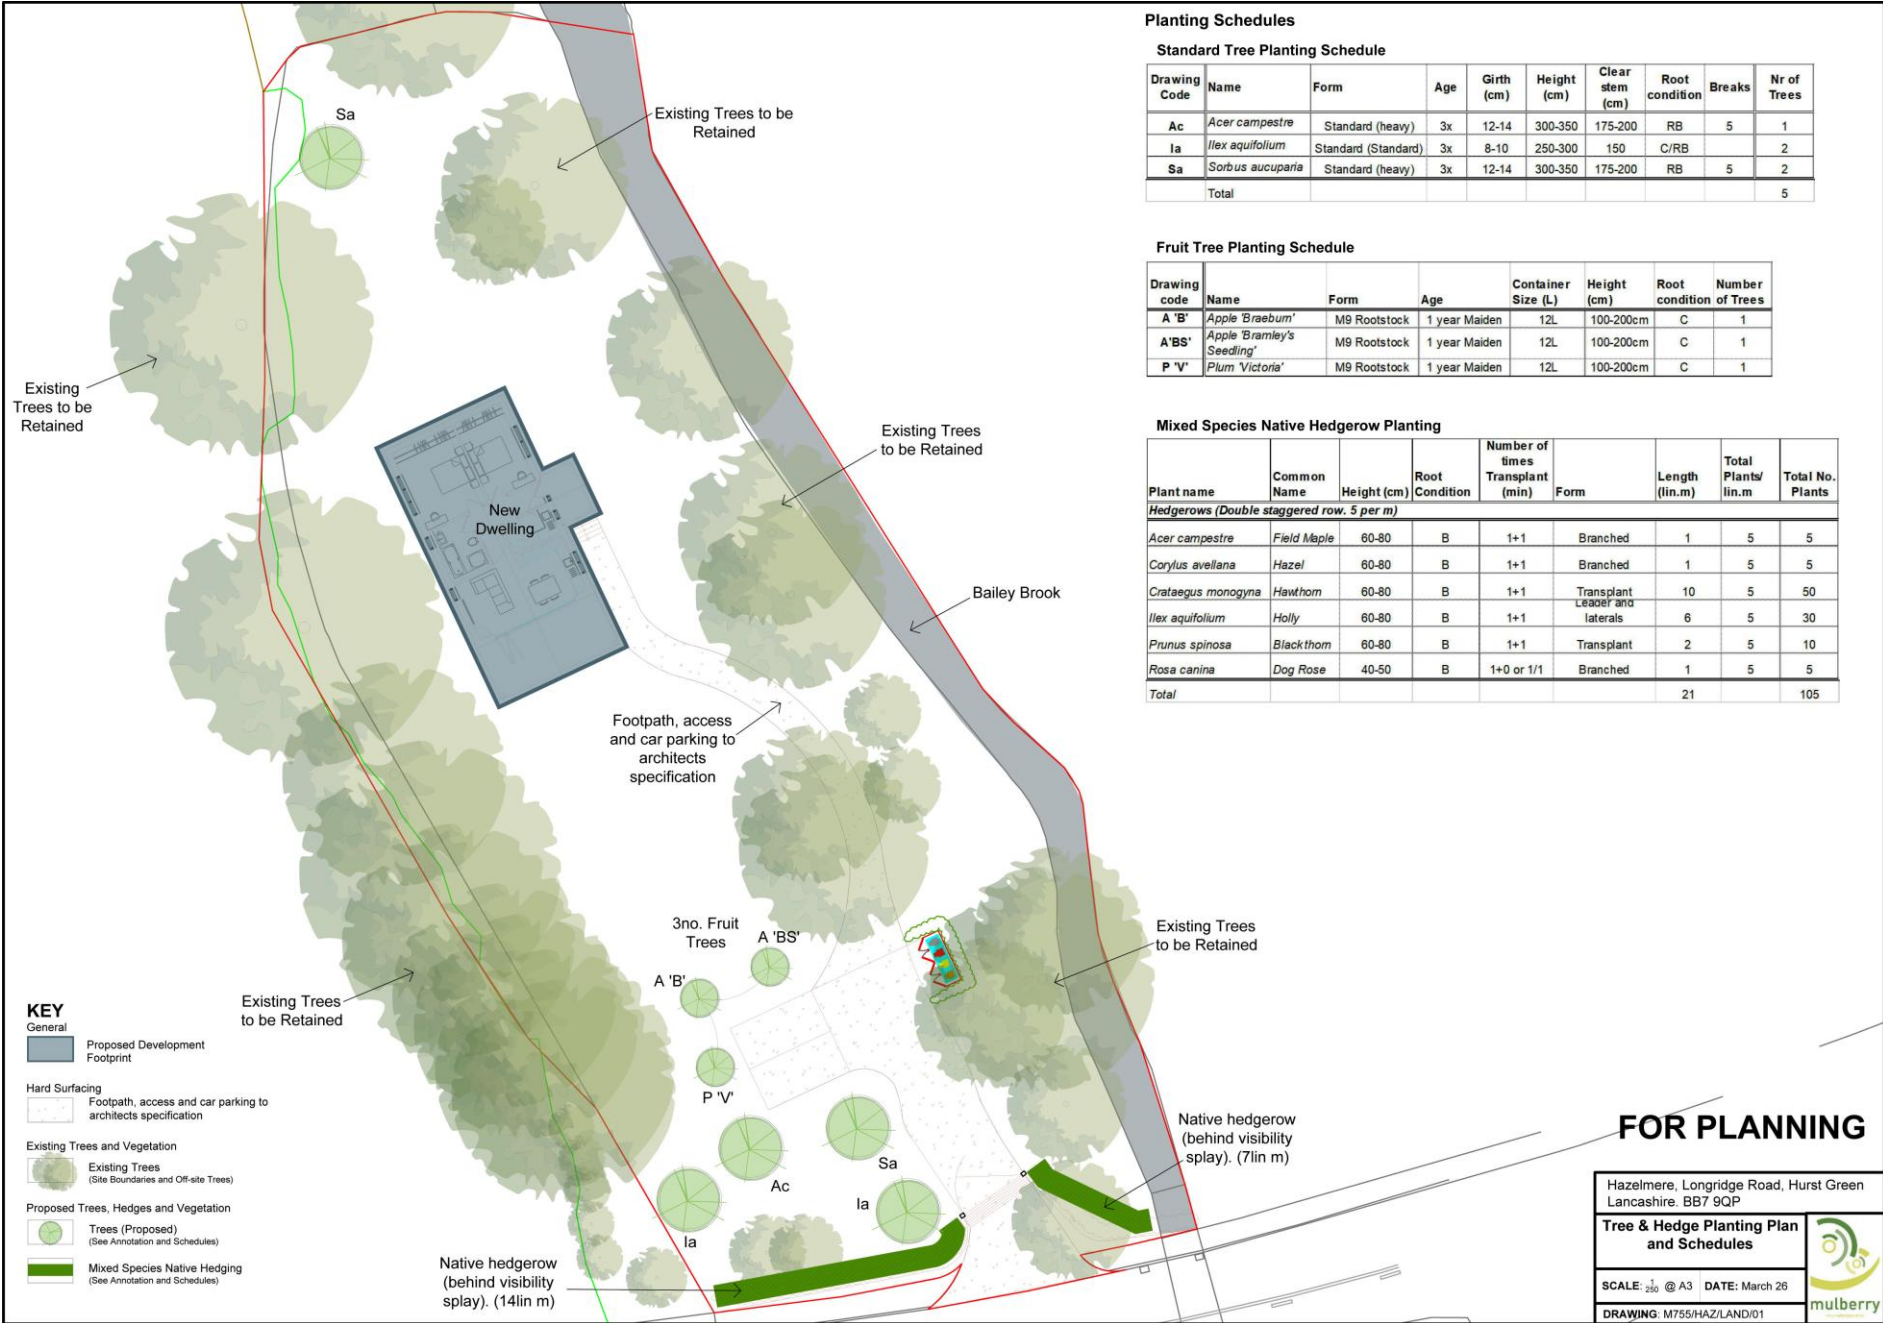 Planting Schedules
Standard Tree Planting Schedule
Drawing Code | Name | Form | Age | Girth (cm) | Height (cm) | Clear stem (cm) | Root condition | Breaks | Nr of Trees
Ac | Acer campestre | Standard (heavy) | 3x | 12-14 | 300-350 | 175-200 | RB | 5 | 1
Ia | Ilex aquifolium | Standard (Standard) | 3x | 8-10 | 250-300 | 150 | C/RB | 2
Sa | Sorbus aucuparia | Standard (heavy) | 3x | 12-14 | 300-350 | 175-200 | RB | 5 | 2
Total | 5
Fruit Tree Planting Schedule
Drawing code | Name | Form | Age | Container Size (L) | Height (cm) | Root condition | Number of Trees
A 'B' | Apple 'Braeburn' | M9 Rootstock | 1 year Maiden | 12L | 100-200cm | C | 1
A'BS' | Apple 'Bramley's Seedling' | M9 Rootstock | 1 year Maiden | 12L | 100-200cm | C | 1
P 'V' | Plum 'Victoria' | M9 Rootstock | 1 year Maiden | 12L | 100-200cm | C | 1
Mixed Species Native Hedgerow Planting
Plant name | Common Name | Height (cm) | Root Condition | Number of times Transplant (min) | Form | Length (lin.m) | Total Plants/ lin.m | Total No. Plants
Hedgerows (Double staggered row. 5 per m)
Acer campestre | Field Maple | 60-80 | B | 1+1 | Branched | 1 | 5 | 5
Corylus avellana | Hazel | 60-80 | B | 1+1 | Branched | 1 | 5 | 5
Crataegus monogyna | Hawthorn | 60-80 | B | 1+1 | Transplant | 10 | 5 | 50
Ilex aquifolium | Holly | 60-80 | B | 1+1 | Leader and laterals | 6 | 5 | 30
Prunus spinosa | Blackthorn | 60-80 | B | 1+1 | Transplant | 2 | 5 | 10
Rosa canina | Dog Rose | 40-50 | B | 1+0 or 1/1 | Branched | 1 | 5 | 5
Total | 21 | 105
Sa
Existing Trees to be
Retained
Existing
Trees to be
Retained
Existing Trees
to be Retained
New
Dwelling
Bailey Brook
Footpath, access
and car parking to
architects
specification
3no. Fruit
Trees
A 'BS'
A 'B'
Existing Trees
to be Retained
Existing Trees
to be Retained
P 'V'
Sa
Ac
Ia
Ia
Native hedgerow
(behind visibility
splay). (7lin m)
Native hedgerow
(behind visibility
splay). (14lin m)
KEY
General
Proposed Development
Footprint
Hard Surfacing
Footpath, access and car parking to
architects specification
Existing Trees and Vegetation
Existing Trees
(Site Boundaries and Off-site Trees)
Proposed Trees, Hedges and Vegetation
Trees (Proposed)
(See Annotation and Schedules)
Mixed Species Native Hedging
(See Annotation and Schedules)
FOR PLANNING
Hazelmere, Longridge Road, Hurst Green
Lancashire. BB7 9QP
Tree & Hedge Planting Plan
and Schedules
SCALE: 1/250 @ A3 DATE: March 26
DRAWING: M755/HAZ/LAND/01
mulberry